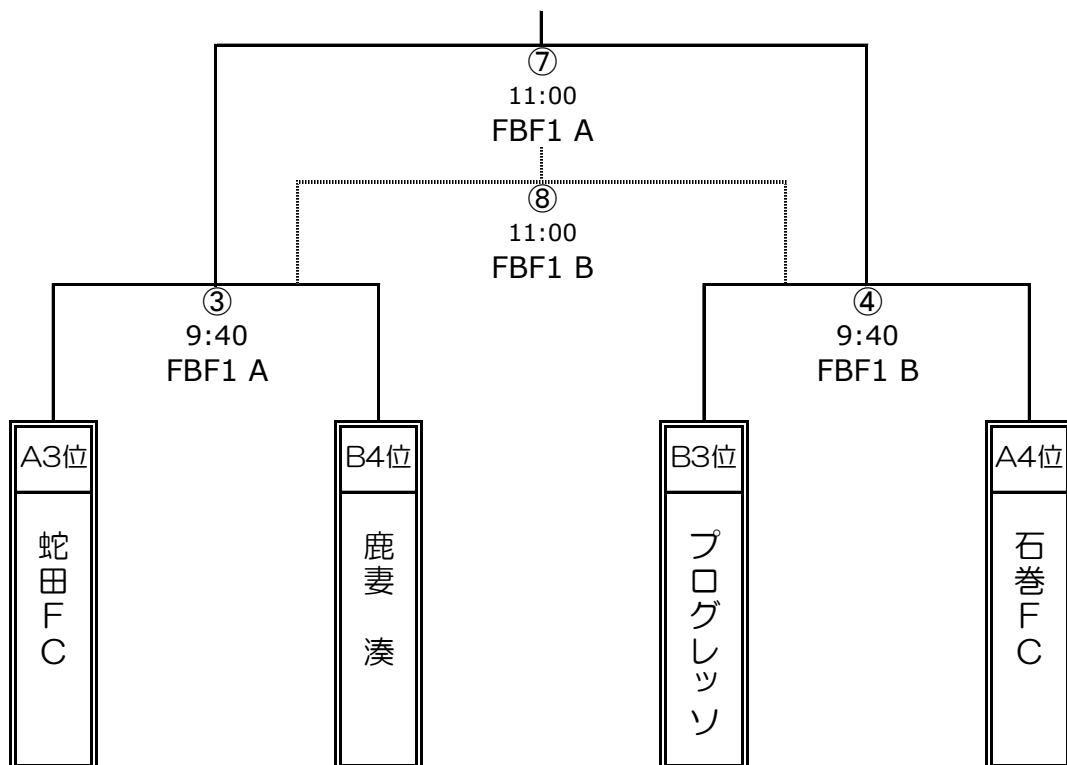 ⑦
11:00
FBF1 A
⑧
11:00
FBF1 B
③
9:40
FBF1 A
④
9:40
FBF1 B
A3位
蛇田FC
B4位
鹿妻 湊
B3位
プログレッソ
A4位
石巻FC